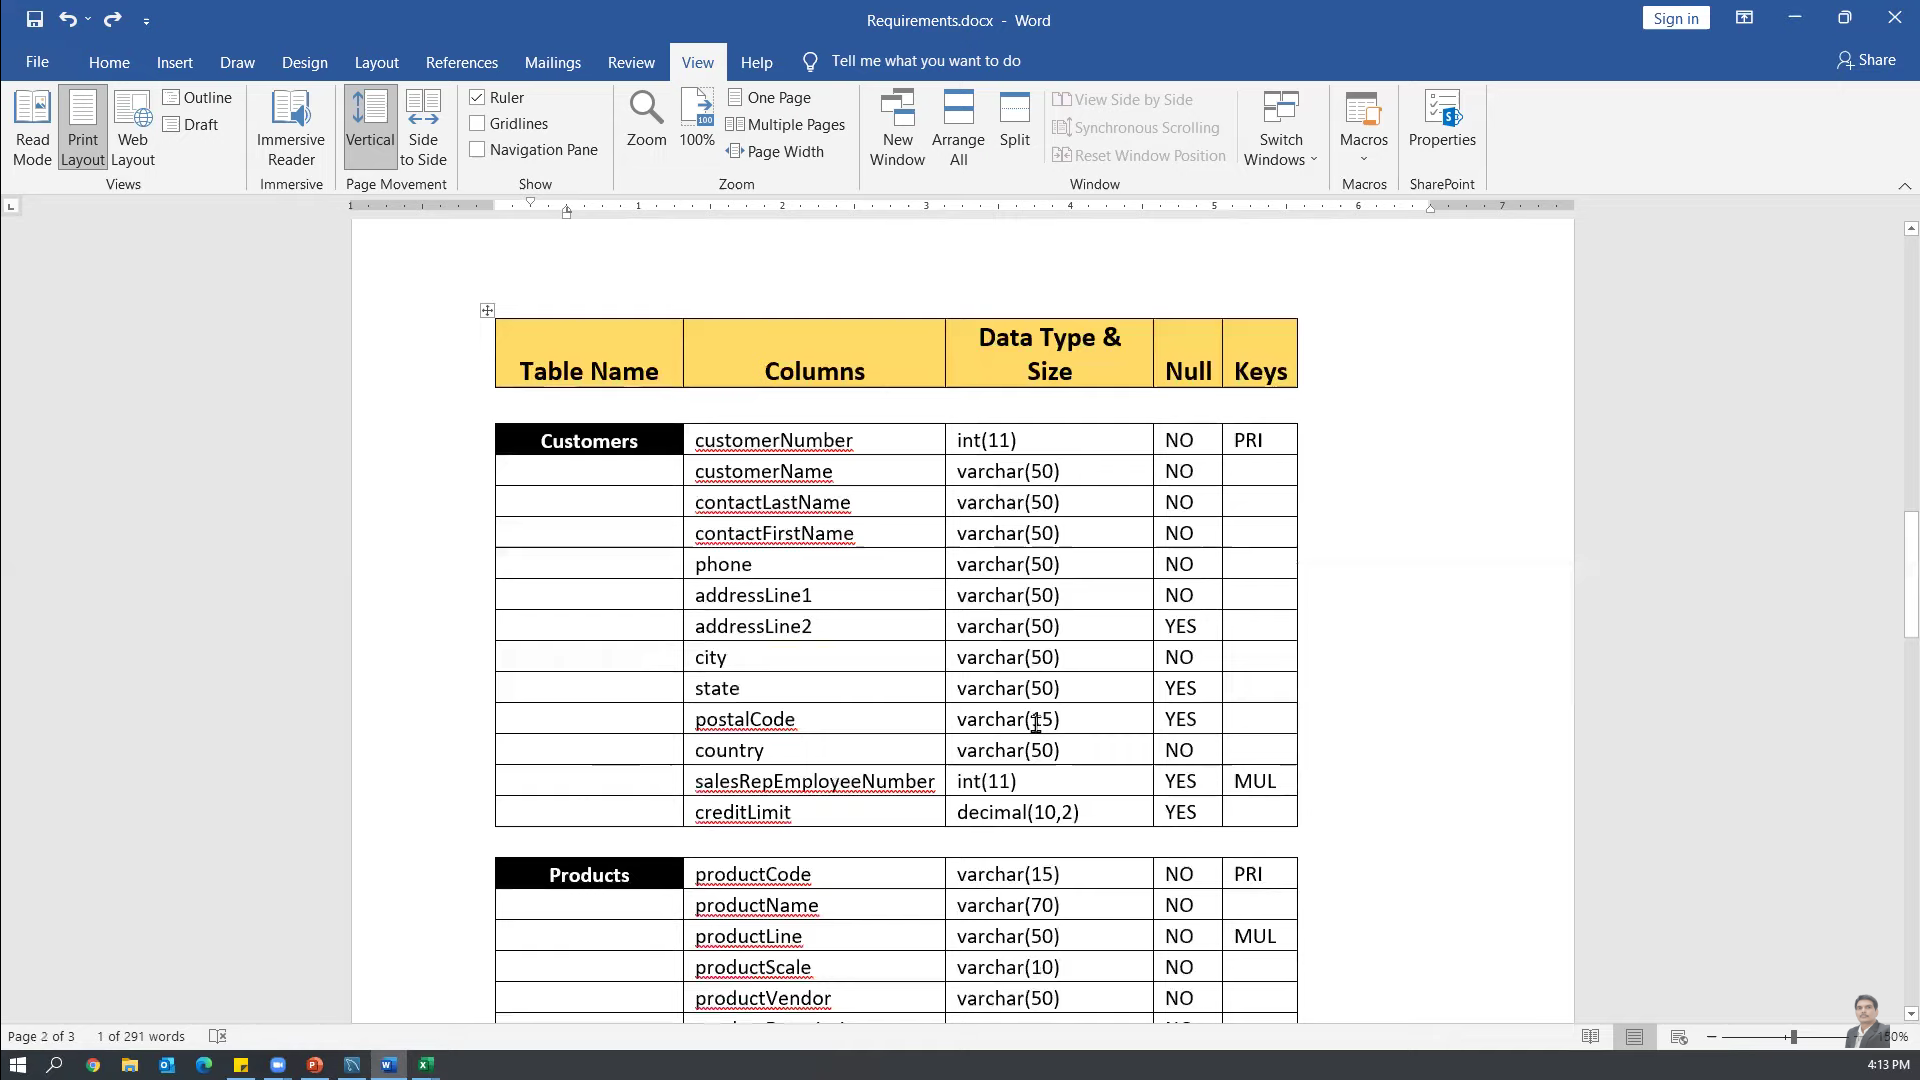 Requirements.docx - Word
Sign in
File Home Insert Draw Design Layout References Mailings Review View Help Tell me what you want to do Share
Read Mode
Print Layout
Web Layout
Outline
Draft
Views
Immersive Reader
Immersive
Vertical
Side to Side
Page Movement
Ruler
Gridlines
Navigation Pane
Show
Zoom
100
100%
One Page
Multiple Pages
Page Width
Zoom
New Window
Arrange All
Split
View Side by Side
Synchronous Scrolling
Reset Window Position
Switch Windows
Window
Macros
Macros
Properties
SharePoint
1 1 2 3 4 5 6 7
Table Name Columns Data Type & Size Null Keys
Customers customerNumber int(11) NO PRI
customerName varchar(50) NO
contactLastName varchar(50) NO
contactFirstName varchar(50) NO
phone varchar(50) NO
addressLine1 varchar(50) NO
addressLine2 varchar(50) YES
city varchar(50) NO
state varchar(50) YES
postalCode varchar(15) YES
country varchar(50) NO
salesRepEmployeeNumber int(11) YES MUL
creditLimit decimal(10,2) YES
Products productCode varchar(15) NO PRI
productName varchar(70) NO
productLine varchar(50) NO MUL
productScale varchar(10) NO
productVendor varchar(50) NO
Page 2 of 3 1 of 291 words
4:13 PM